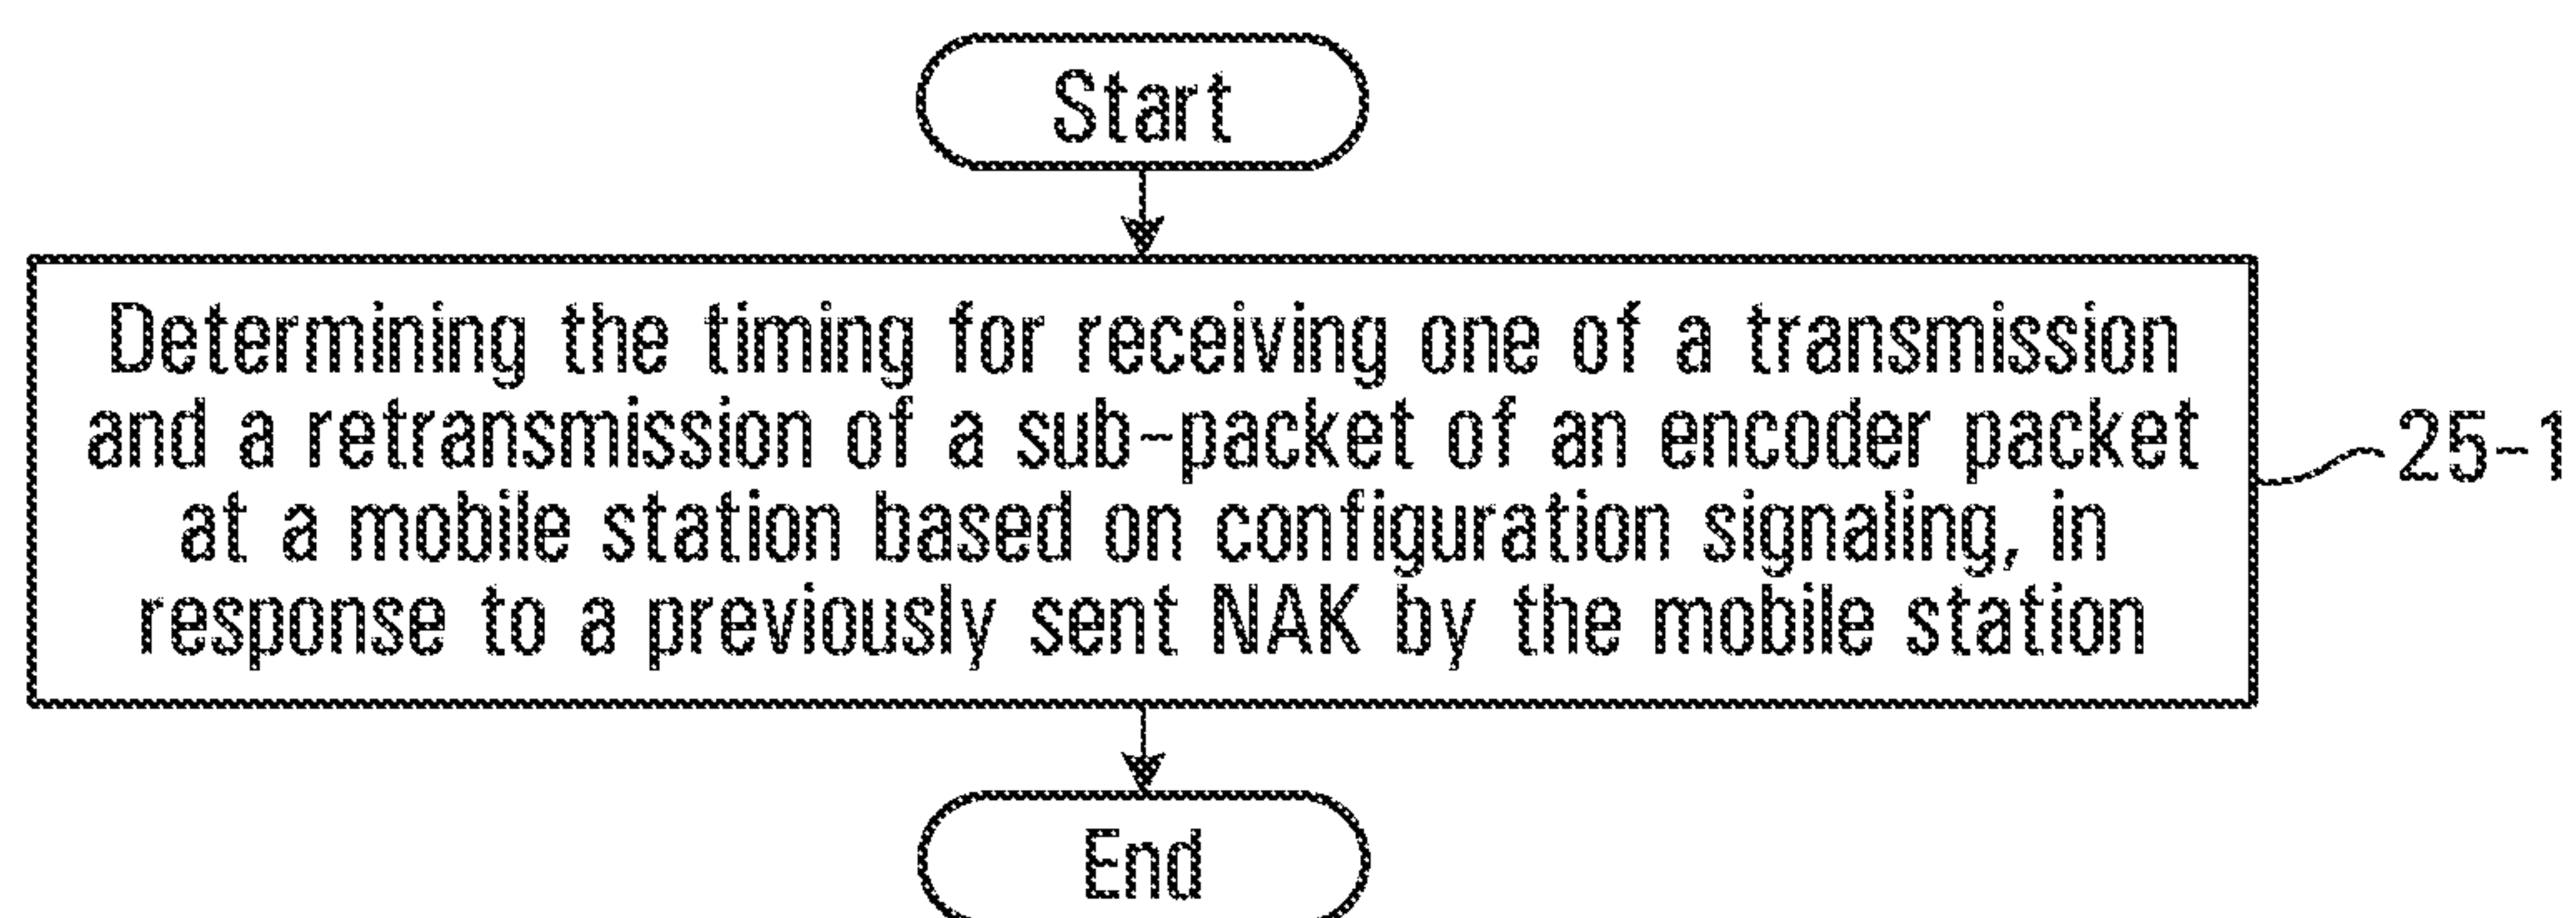 Start
Determining the timing for receiving one of a transmission
and a retransmission of a sub-packet of an encoder packet
at a mobile station based on configuration signaling, in
response to a previously sent NAK by the mobile station
25-1
End